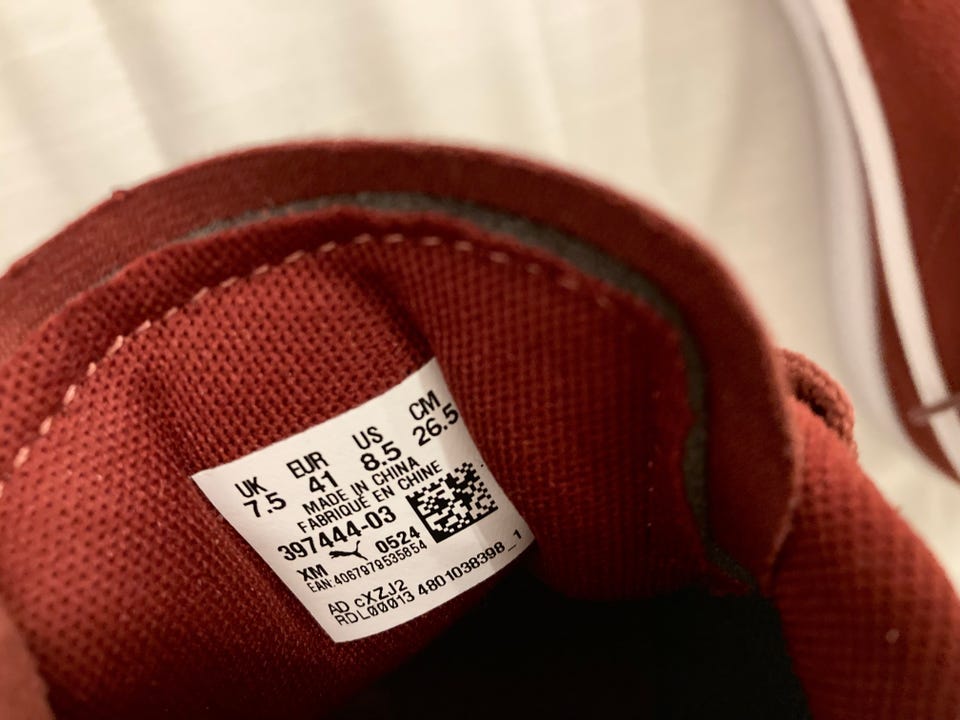 UK EUR US CM
7.5 41 8.5 26.5
MADE IN CHINA
FABRIQUÉ EN CHINE
397444-03
XM 0524
EAN:4067979535854
AD cXZJ2
RDL00013 4801038398_1